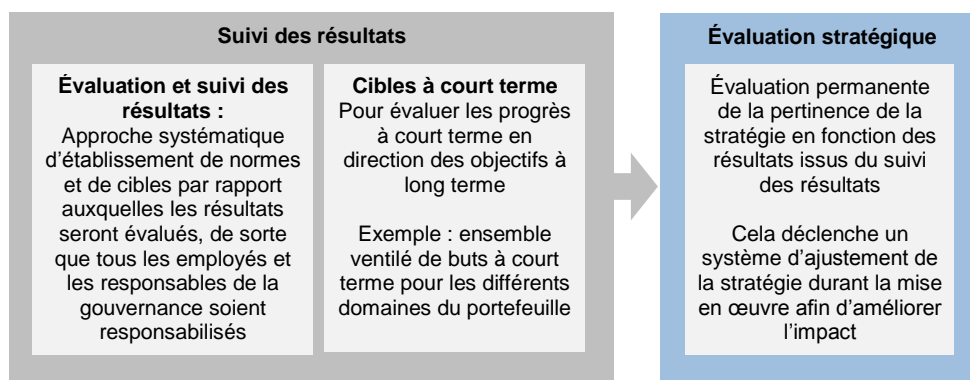 Suivi des résultats
Évaluation et suivi des
résultats :
Approche systématique
d’établissement de normes
et de cibles par rapport
auxquelles les résultats
seront évalués, de sorte
que tous les employés et
les responsables de la
gouvernance soient
responsabilisés
Cibles à court terme
Pour évaluer les progrès
à court terme en
direction des objectifs à
long terme
Exemple : ensemble
ventilé de buts à court
terme pour les différents
domaines du portefeuille
Évaluation stratégique
Évaluation permanente
de la pertinence de la
stratégie en fonction des
résultats issus du suivi
des résultats
Cela déclenche un
système d’ajustement de
la stratégie durant la mise
en œuvre afin d’améliorer
l’impact